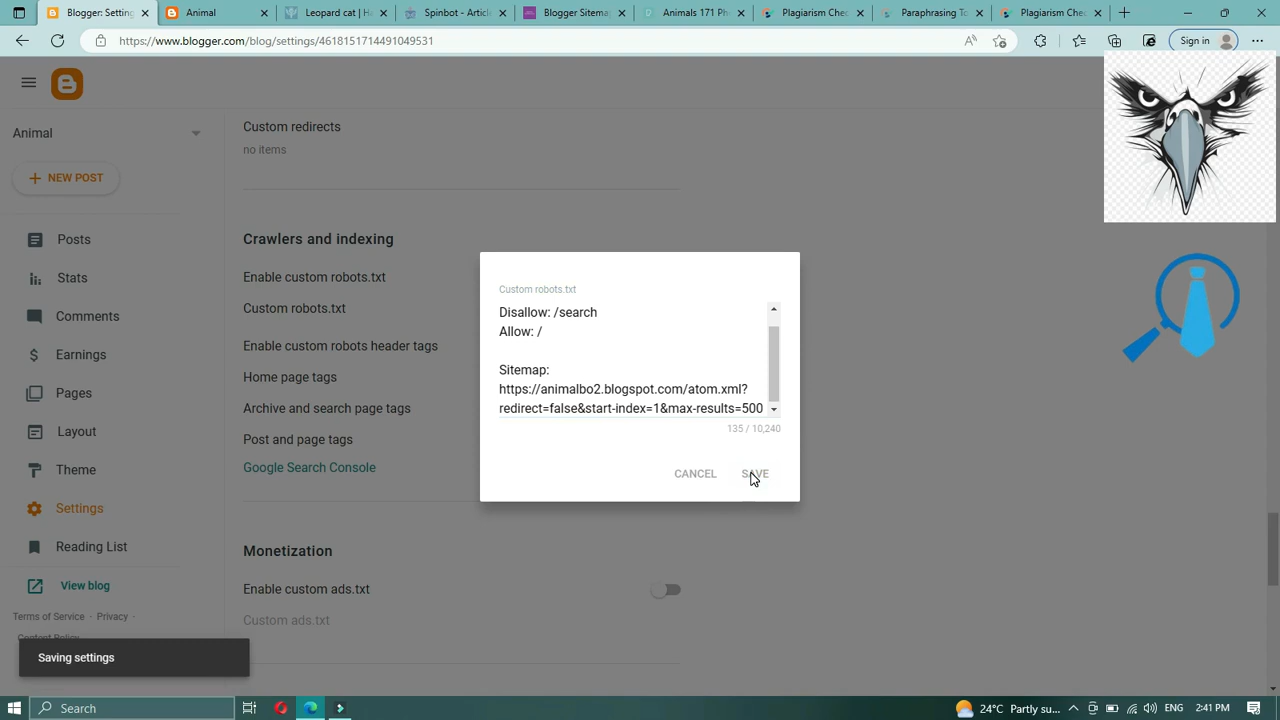 Blogger: Setting
Animal
Leopard cat | H
Spinbot - Article
Blogger Sitema
Animals 171 Ph
Plagiarism Chec
Paraphrasing To
Plagiarism Chec
https://www.blogger.com/blog/settings/4618151714491049531
Sign in
Animal
NEW POST
Posts
Stats
Comments
Earnings
Pages
Layout
Theme
Settings
Reading List
View blog
Terms of Service · Privacy ·
Content Policy
Saving settings
Custom redirects
no items
Crawlers and indexing
Enable custom robots.txt
Custom robots.txt
Enable custom robots header tags
Home page tags
Archive and search page tags
Post and page tags
Google Search Console
Monetization
Enable custom ads.txt
Custom ads.txt
Custom robots.txt
Disallow: /search
Allow: /
Sitemap:
https://animalbo2.blogspot.com/atom.xml?
redirect=false&start-index=1&max-results=500
135 / 10,240
CANCEL SAVE
Search
24°C Partly su...
ENG
2:41 PM